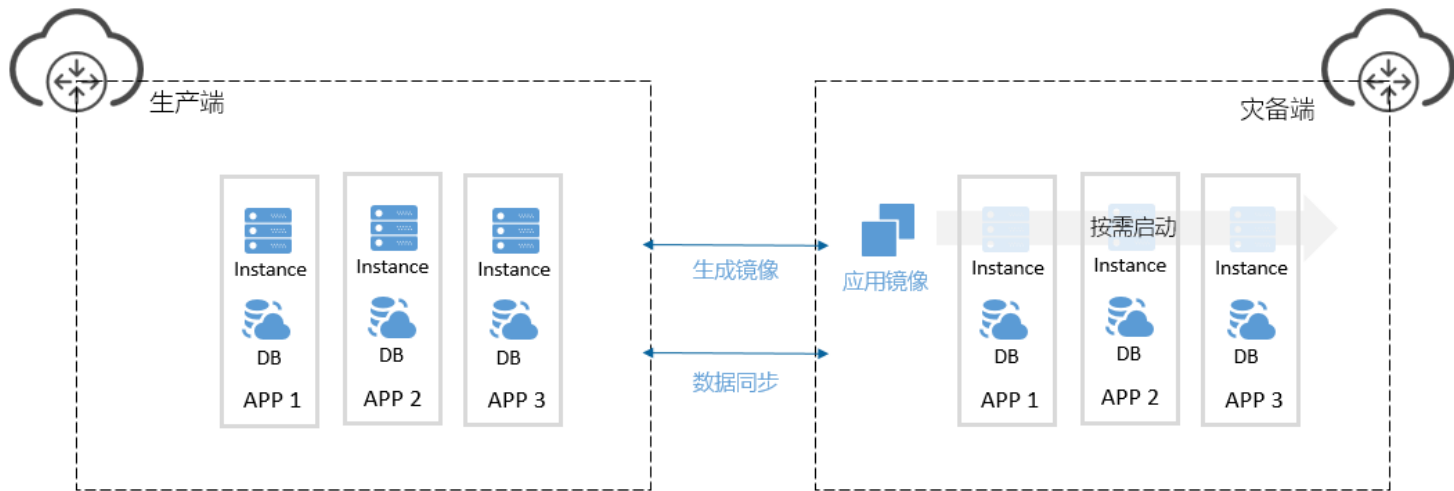 生产端
Instance
DB
APP 1
Instance
DB
APP 2
Instance
DB
APP 3
生成镜像
数据同步
灾备端
应用镜像
按需启动
Instance
DB
APP 1
Instance
DB
APP 2
Instance
DB
APP 3